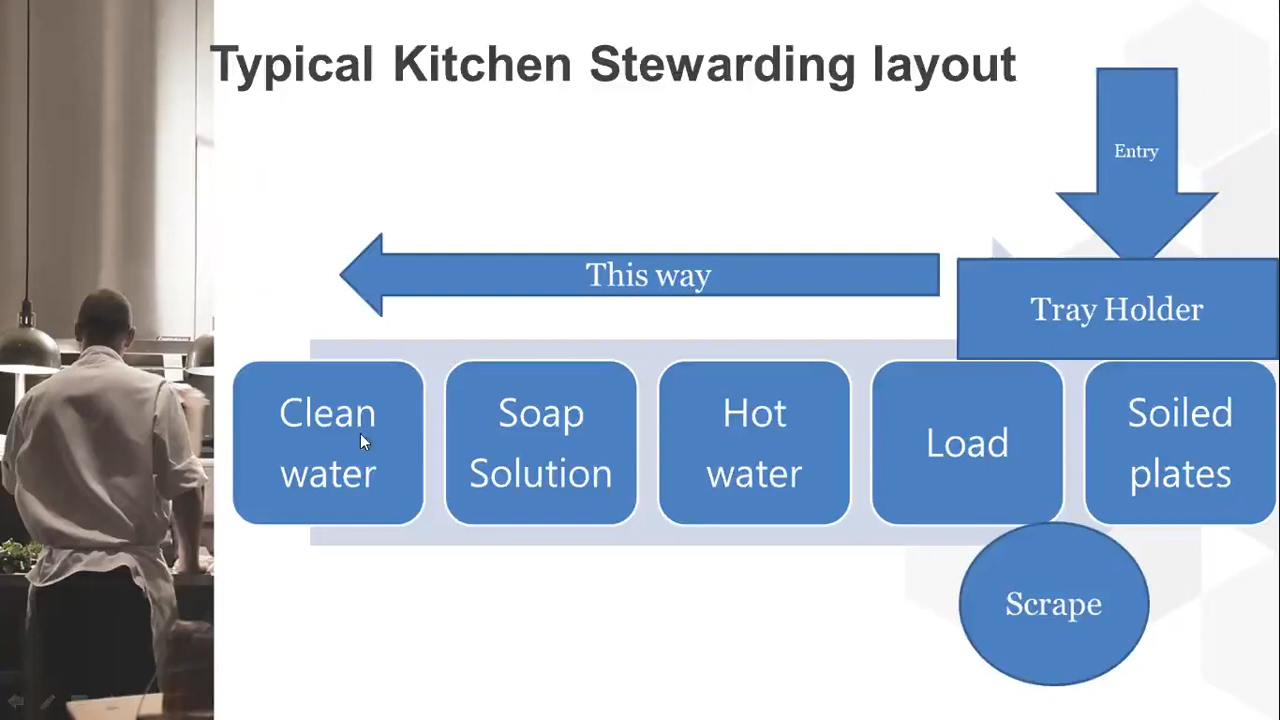 Typical Kitchen Stewarding layout
Entry
This way
Tray Holder
Clean
water
Soap
Solution
Hot
water
Load
Soiled
plates
Scrape